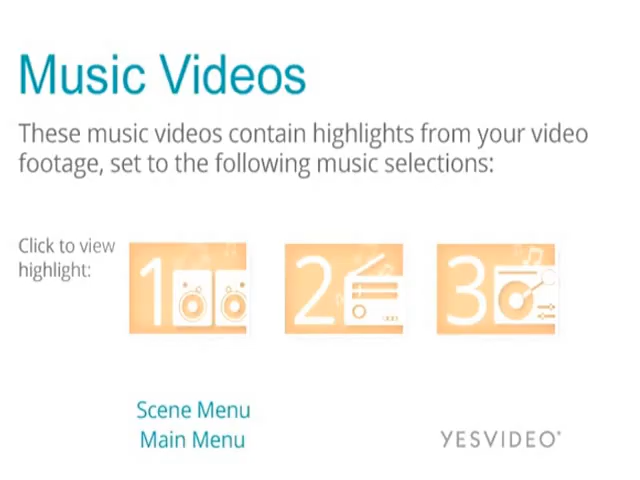 Music Videos
These music videos contain highlights from your video
footage, set to the following music selections:
Click to view
highlight:
1 2 3
Scene Menu
Main Menu
YESVIDEO®